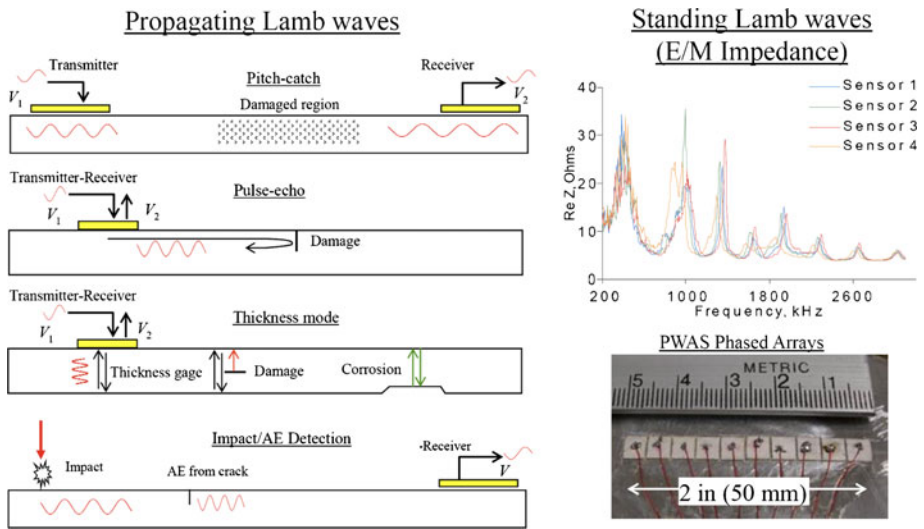 Propagating Lamb waves
Transmitter
V1
Pitch-catch
Damaged region
Receiver
V2
Transmitter-Receiver
V1
V2
Pulse-echo
Damage
Transmitter-Receiver
V1
V2
Thickness mode
Thickness gage
Damage
Corrosion
Impact/AE Detection
Impact
AE from crack
-Receiver
V
Standing Lamb waves
(E/M Impedance)
Re Z, Ohms
40
30
20
10
0
200
1000
1800
2600
Frequency, kHz
Sensor 1
Sensor 2
Sensor 3
Sensor 4
PWAS Phased Arrays
METRIC
5 4 3 2 1
2 in (50 mm)